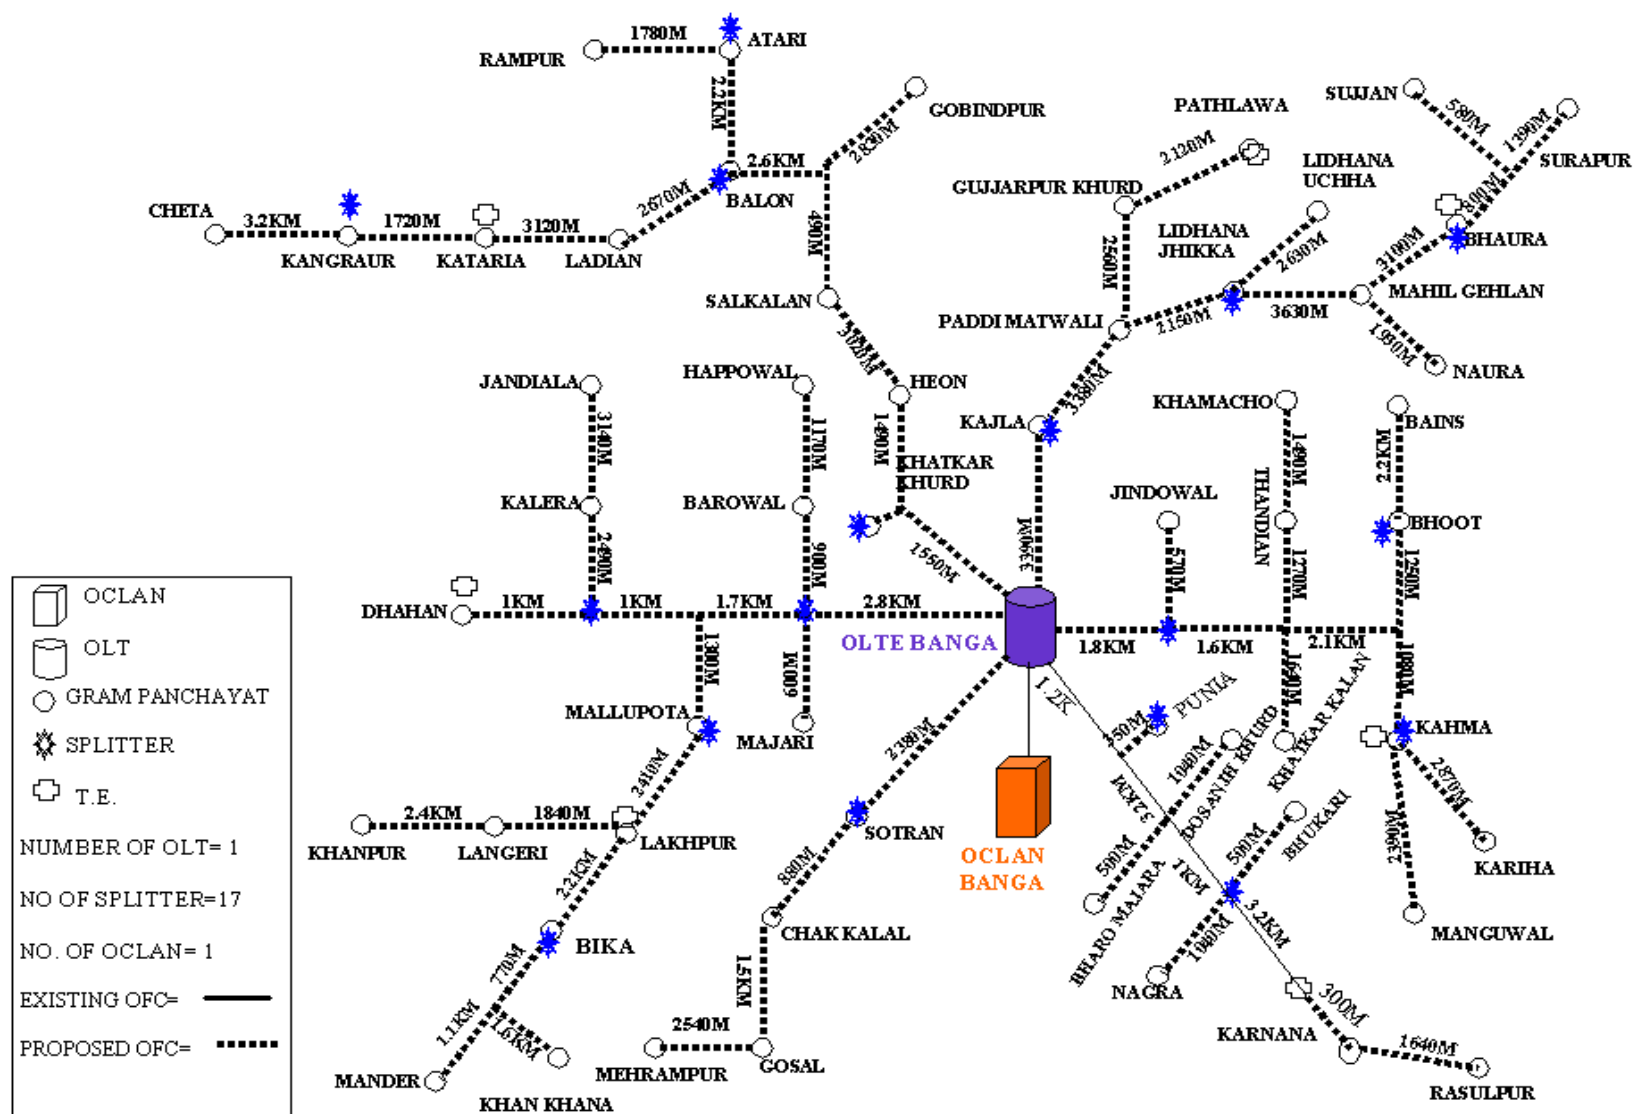 1780M
ATARI
RAMPUR
2.2KM
GOBINDPUR
2830M
2.6KM
BALON
2670M
CHETA
3.2KM
1720M
3120M
KANGRAUR
KATARIA
LADIAN
490M
SALKALAN
3020M
HEON
1490M
KHATKAR
KHURD
1550M
PATHLAWA
2120M
GUJJARPUR KHURD
2560M
LIDHANA
UCHHA
LIDHANA
JHIKKA
2630M
SUJJAN
580M
1390M
SURAPUR
800M
BHAURA
3100M
MAHIL GEHLAN
3630M
2150M
PADDI MATWALI
1930M
NAURA
3380M
KAJLA
3390M
JANDIALA
3140M
KALERA
2490M
HAPPOWAL
1170M
BAROWAL
900M
DHAHAN
1KM
1KM
1.7KM
2.8KM
OLTE BANGA
1300M
600M
MALLUPOTA
MAJARI
3410M
2.4KM
1840M
KHANPUR
LANGERI
LAKHPUR
2.2KM
BIKA
770M
1.1KM
1.6KM
MANDER
KHAN KHANA
2380M
SOTRAN
880M
CHAK KALAL
1.5KM
2540M
MEHRAMPUR
GOSAL
KHAMACHO
1490M
THANDIAN
1270M
JINDOWAL
570M
BAINS
2.2KM
BHOOT
1250M
1.8KM
1.6KM
2.1KM
1640M
1080M
KHATKAR KALAN
KAHMA
2870M
KARIHA
2390M
MANGUWAL
1.2K
PUNIA
350M
3.2KM
1040M
DOSANJH KHURD
500M
BHARO MAJARA
1KM
500M
BHUKARI
1040M
NAGRA
3.2KM
300M
KARNANA
1640M
RASULPUR
OCLAN
BANGA
OCLAN
OLT
GRAM PANCHAYAT
SPLITTER
T.E.
NUMBER OF OLT= 1
NO OF SPLITTER=17
NO. OF OCLAN= 1
EXISTING OFC=
PROPOSED OFC=